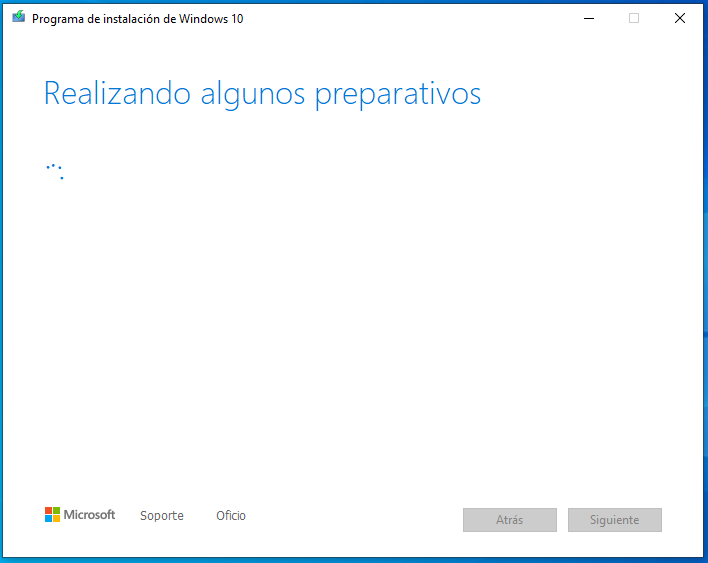 Programa de instalación de Windows 10
Realizando algunos preparativos
Microsoft Soporte Oficio Atrás Siguiente